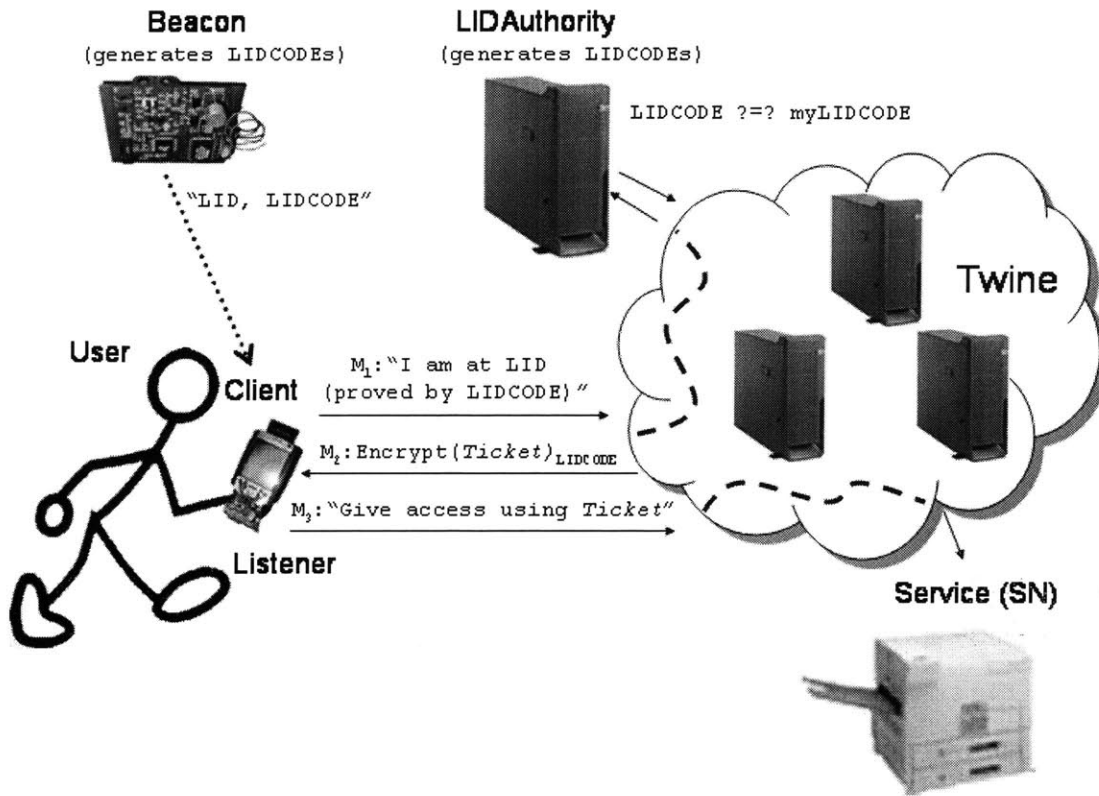 Beacon
(generates LIDCODEs)
LIDAuthority
(generates LIDCODEs)
LIDCODE ?=? myLIDCODE
“LID, LIDCODE”
Twine
User
Client
M1:“I am at LID
(proved by LIDCODE)”
M2:Encrypt(Ticket)LIDCODE
M3:“Give access using Ticket”
Listener
Service (SN)